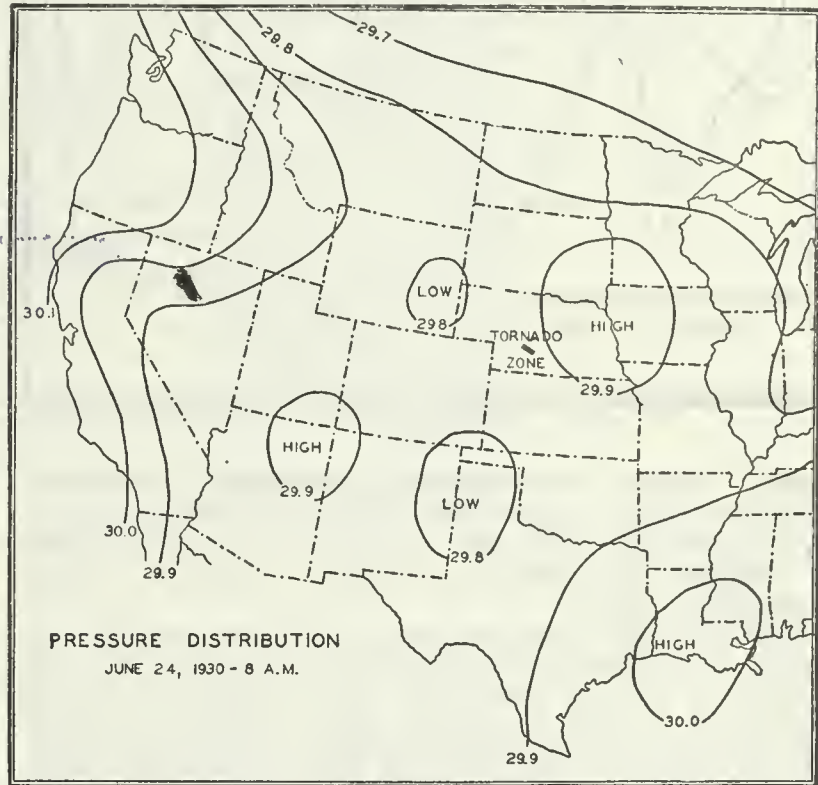 29.8
29.7
30.1
LOW
29.8
HIGH
TORNADO
ZONE
29.9
HIGH
29.9
LOW
29.8
30.0
29.9
PRESSURE DISTRIBUTION
JUNE 24, 1930 - 8 A.M.
HIGH
30.0
29.9